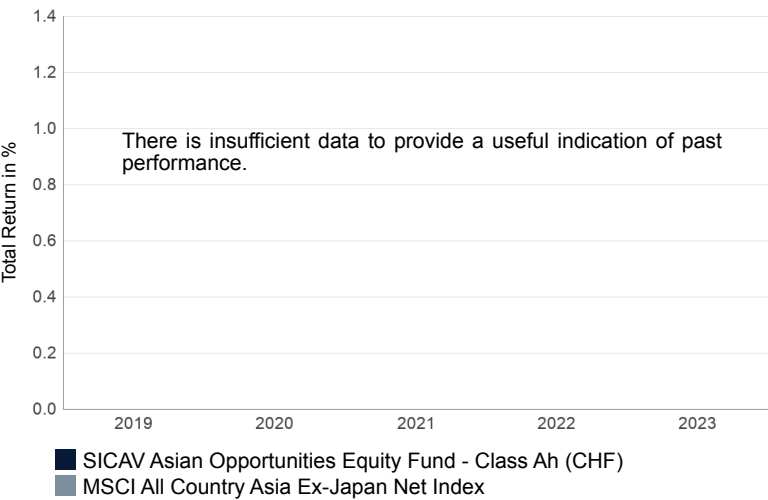 1.4
1.2
1.0
0.8
0.6
0.4
0.2
0.0
Total Return in %
There is insufficient data to provide a useful indication of past
performance.
2019 2020 2021 2022 2023
SICAV Asian Opportunities Equity Fund - Class Ah (CHF)
MSCI All Country Asia Ex-Japan Net Index